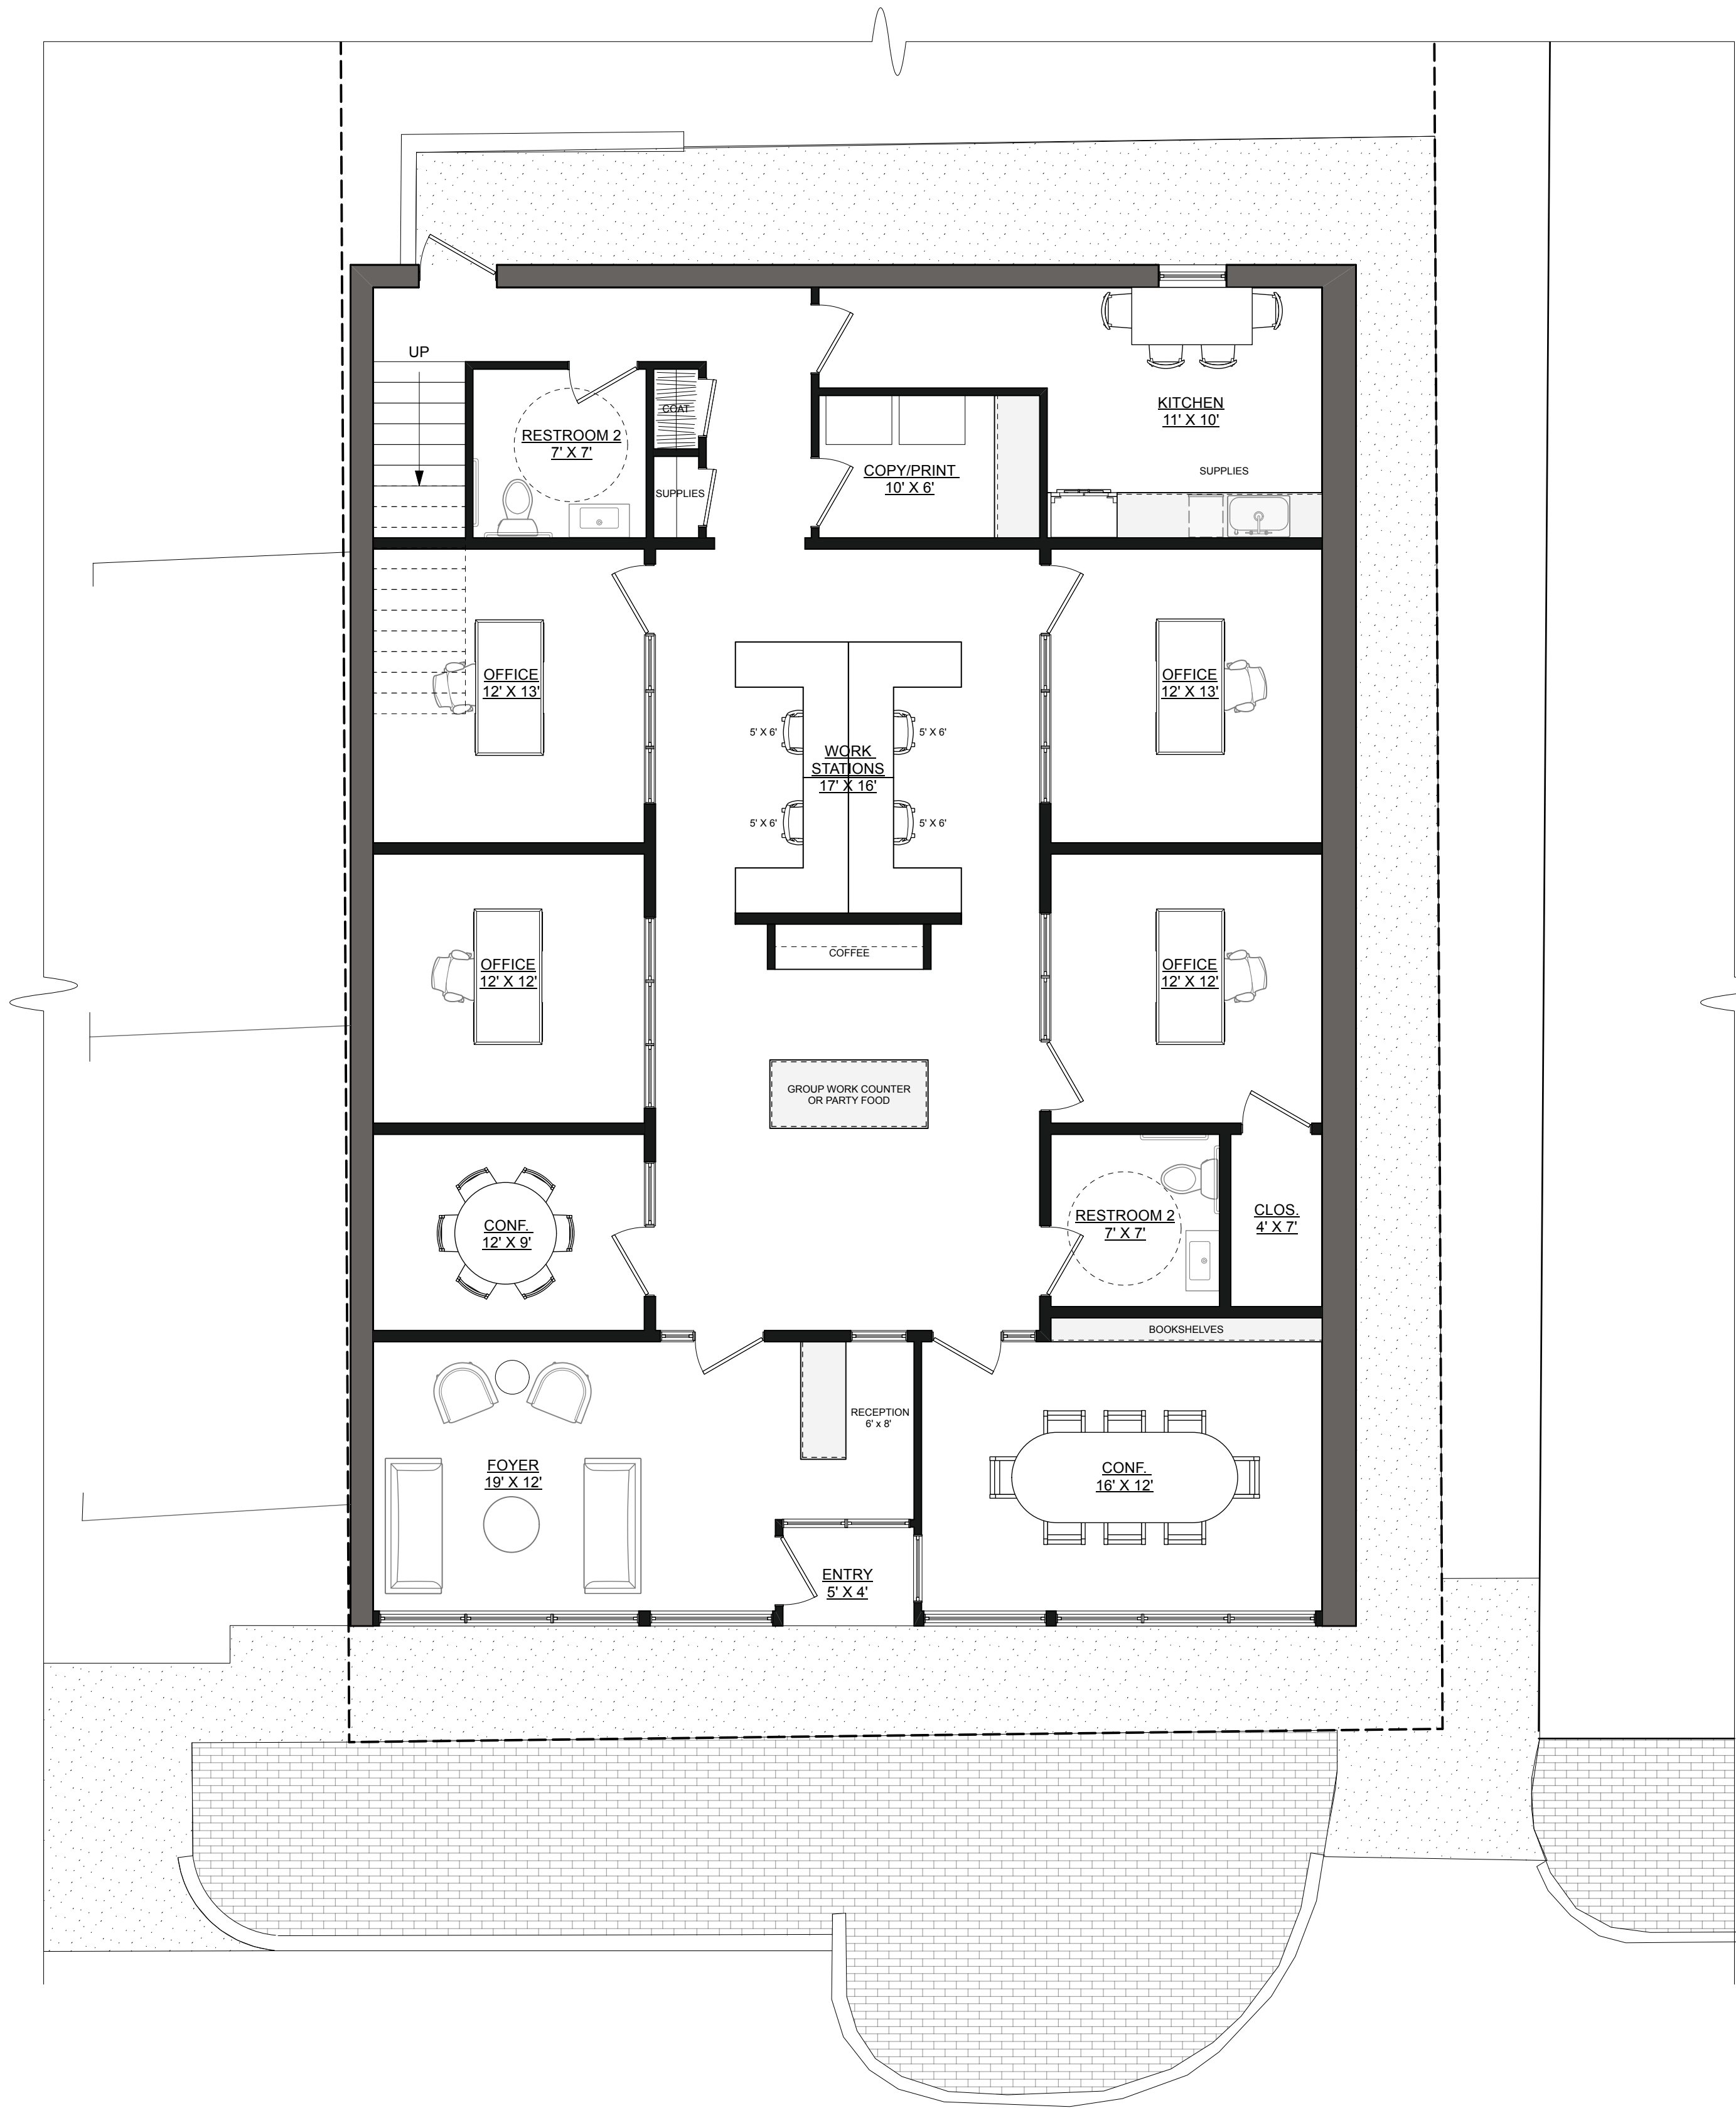 UP
COAT
RESTROOM 2
7' X 7'
SUPPLIES
COPY/PRINT
10' X 6'
KITCHEN
11' X 10'
SUPPLIES
OFFICE
12' X 13'
5' X 6'
5' X 6'
WORK
STATIONS
17' X 16'
5' X 6'
5' X 6'
OFFICE
12' X 13'
OFFICE
12' X 12'
COFFEE
OFFICE
12' X 12'
GROUP WORK COUNTER
OR PARTY FOOD
CONF.
12' X 9'
RESTROOM 2
7' X 7'
CLOS.
4' X 7'
BOOKSHELVES
RECEPTION
6' x 8'
FOYER
19' X 12'
CONF.
16' X 12'
ENTRY
5' X 4'